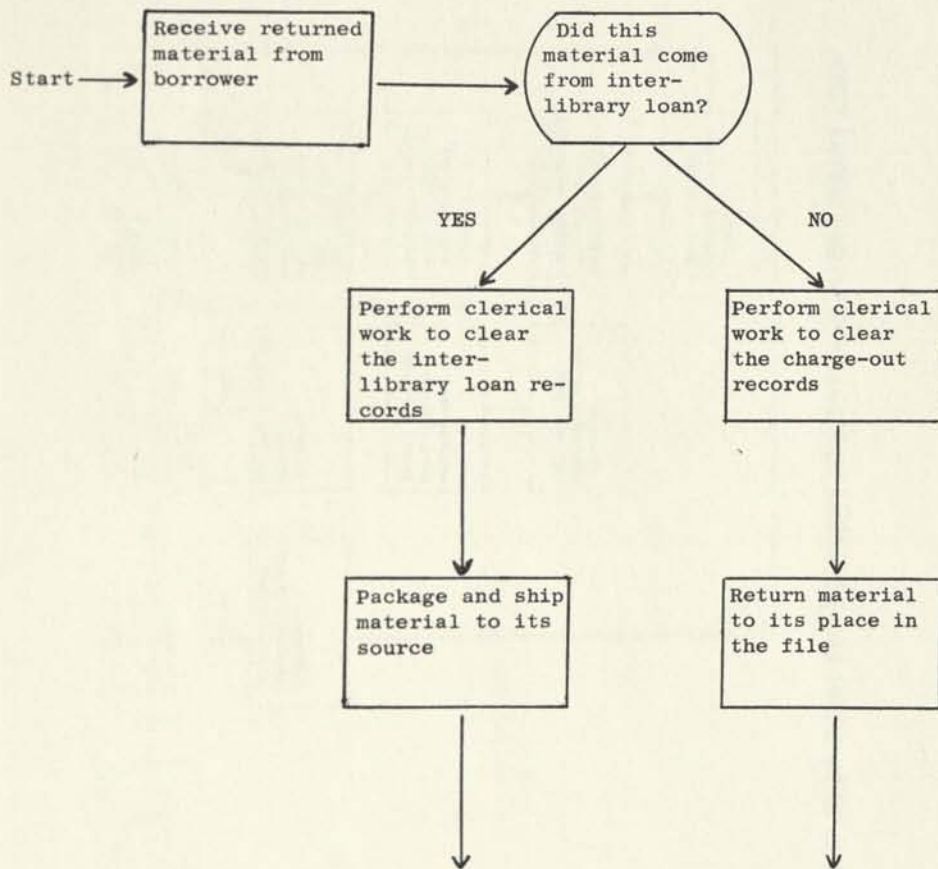 Start
Receive returned
material from
borrower
Did this
material come
from inter-
library loan?
YES
NO
Perform clerical
work to clear
the inter-
library loan re-
cords
Perform clerical
work to clear
the charge-out
records
Package and ship
material to its
source
Return material
to its place in
the file